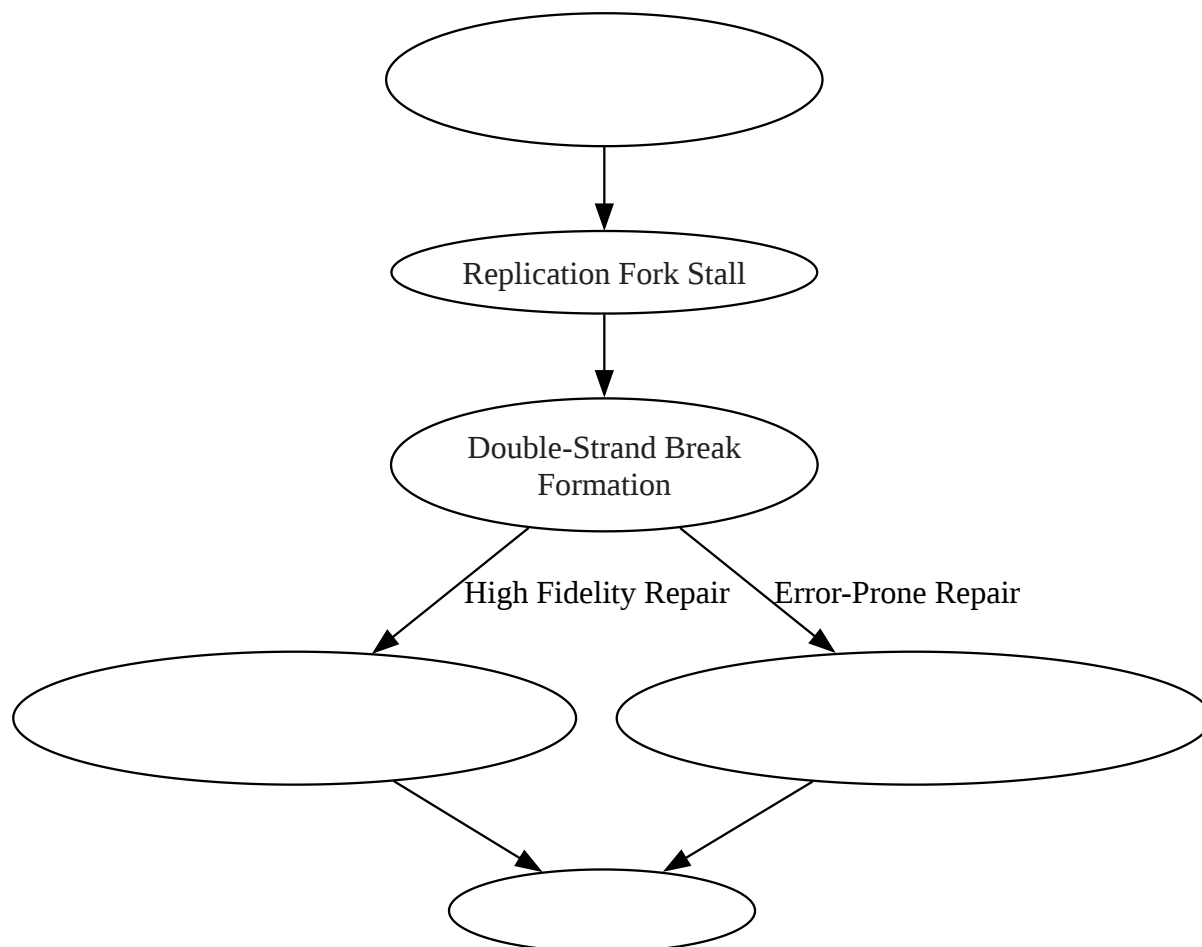 Replication Fork Stall
Double-Strand Break
Formation
High Fidelity Repair
Error-Prone Repair